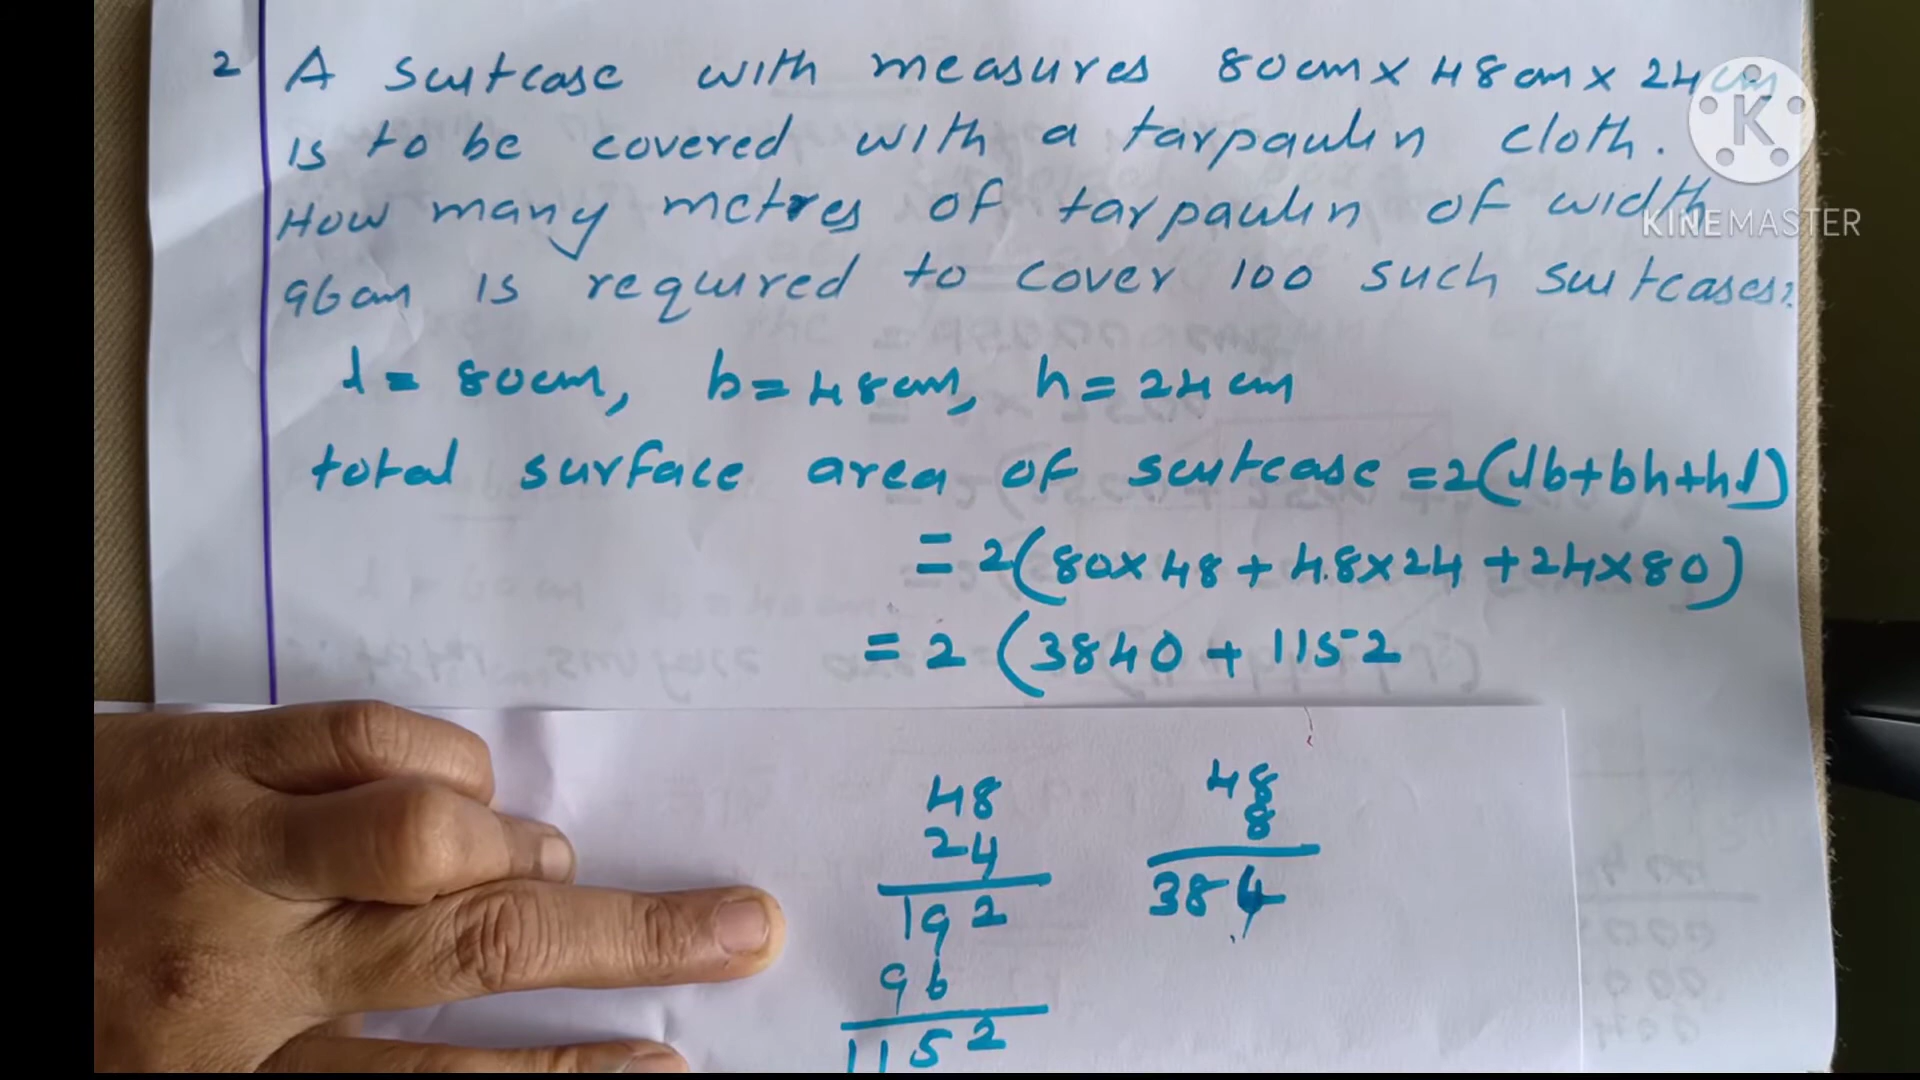 2 A suitcase with measures 80cm x 48cm x 24cm
is to be covered with a tarpaulin cloth.
How many metres of tarpaulin of width
96cm is required to cover 100 such suitcases?
l = 80cm, b = 48cm, h = 24cm
total surface area of suitcase = 2(lb+bh+hl)
= 2(80x48 + 48x24 + 24x80)
= 2 (3840 + 1152
48
24
192
96
1152
48
8
384
K
KINEMASTER